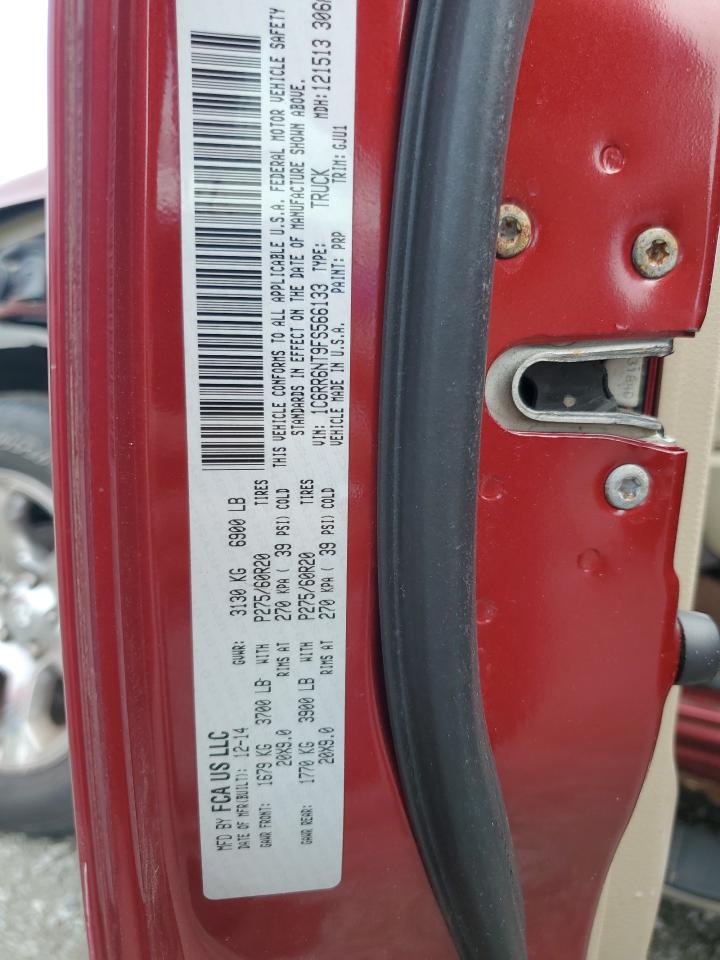 MFD BY FCA US LLC
DATE OF MFR(BUILT): 12-14 GVWR: 3130 KG 6900 LB
GAWR FRONT: 1679 KG 3700 LB WITH P275/60R20 TIRES
20X9.0 RIMS AT 270 KPA ( 39 PSI) COLD
GAWR REAR: 1770 KG 3900 LB WITH P275/60R20 TIRES
20X9.0 RIMS AT 270 KPA ( 39 PSI) COLD
THIS VEHICLE CONFORMS TO ALL APPLICABLE U.S.A. FEDERAL MOTOR VEHICLE SAFETY
STANDARDS IN EFFECT ON THE DATE OF MANUFACTURE SHOWN ABOVE.
VIN: 1C6RR6NT9FS566133 TYPE: TRUCK MDH:121513 306
VEHICLE MADE IN U.S.A. PAINT: PRP TRIM: GJU1